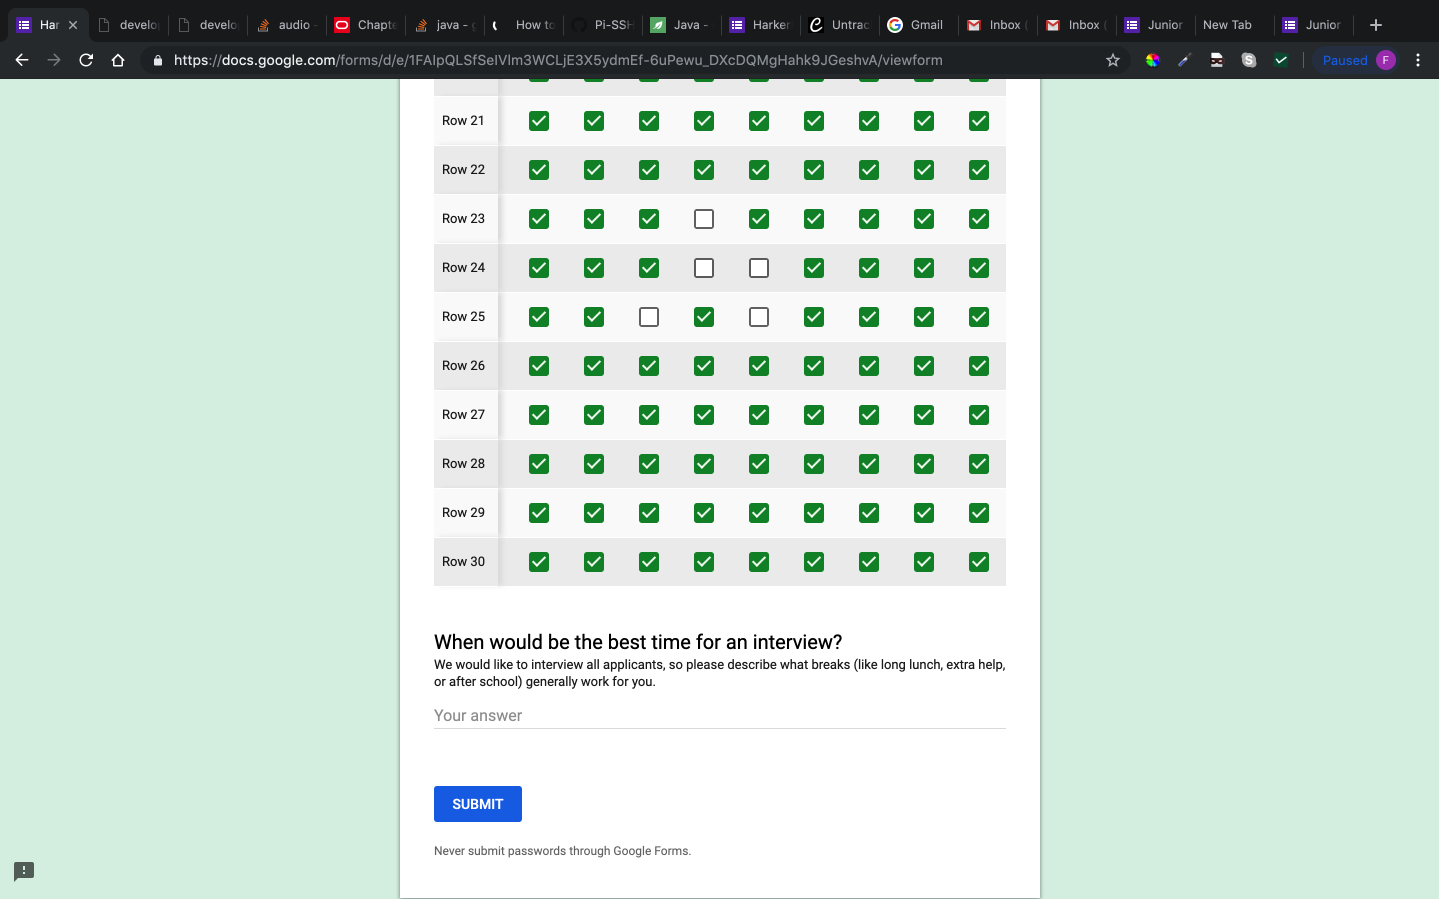 Har
develo
develo
audio -
Chapte
java - g
How to
Pi-SSH
Java -
Harker
Untrac
Gmail
Inbox (
Inbox (
Junior
New Tab
Junior
https://docs.google.com/forms/d/e/1FAIpQLSfSeIVIm3WCLjE3X5ydmEf-6uPewu_DXcDQMgHahk9JGeshvA/viewform
Paused
F
Row 21
Row 22
Row 23
Row 24
Row 25
Row 26
Row 27
Row 28
Row 29
Row 30
When would be the best time for an interview?
We would like to interview all applicants, so please describe what breaks (like long lunch, extra help,
or after school) generally work for you.
Your answer
SUBMIT
Never submit passwords through Google Forms.